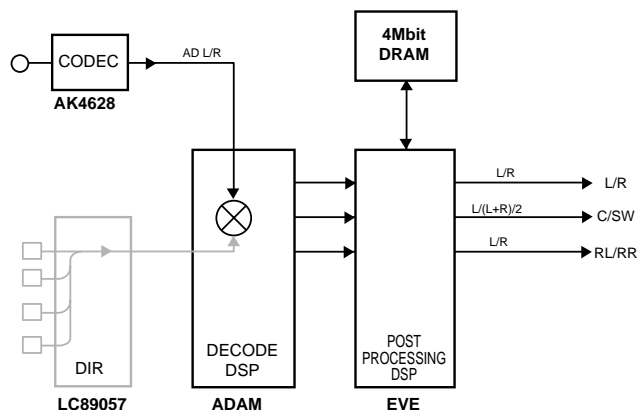 4Mbit
DRAM
CODEC
AD L/R
AK4628
L/R
L/R
L/(L+R)/2
C/SW
L/R
RL/RR
DIR
DECODE
DSP
POST
PROCESSING
DSP
LC89057
ADAM
EVE